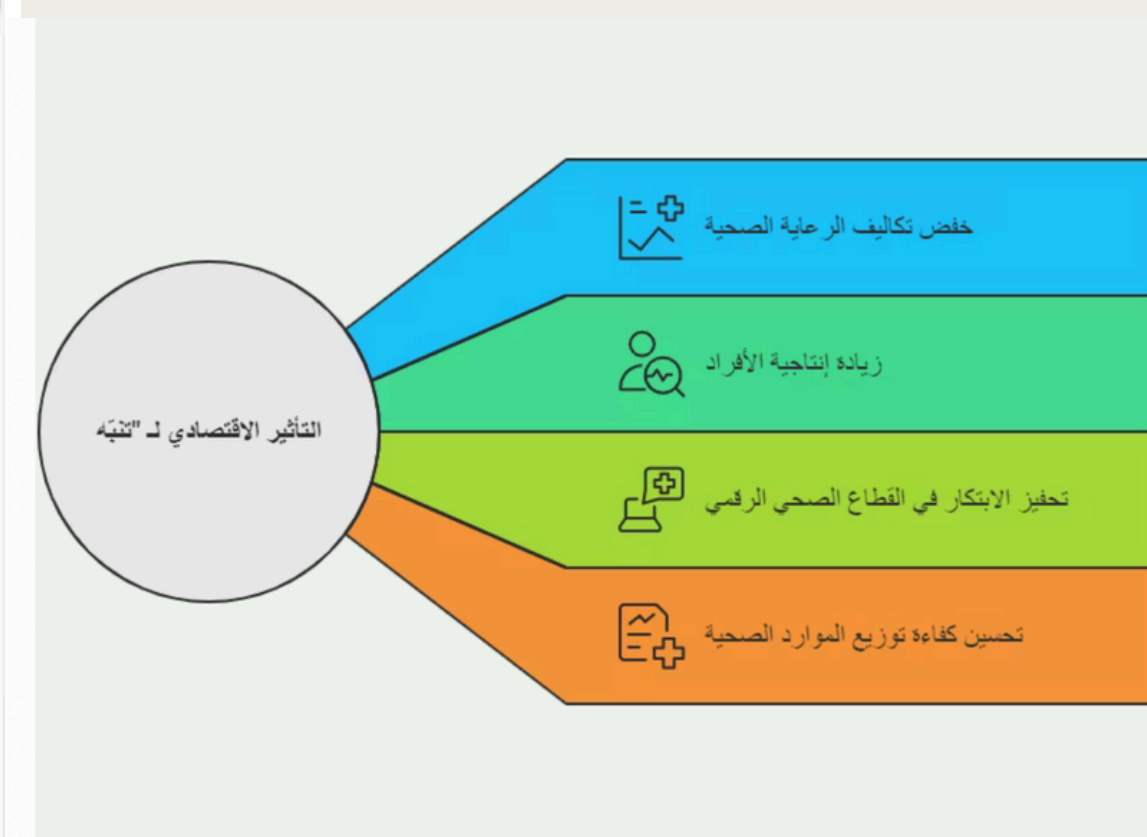 التأثير الاقتصادي لـ "تنبّه
خفض تكاليف الرعاية الصحية
زيادة إنتاجية الأفراد
تحفيز الابتكار في القطاع الصحي الرقمي
تحسين كفاءة توزيع الموارد الصحية